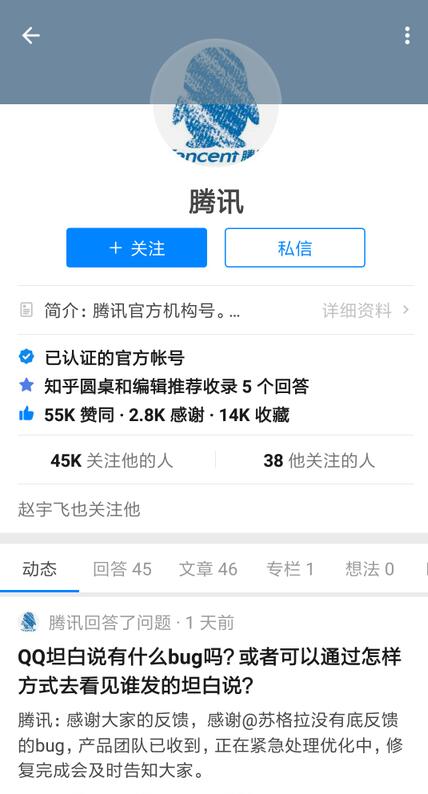 Tencent 腾
腾讯
+ 关注
私信
简介：腾讯官方机构号。...
详细资料
已认证的官方帐号
知乎圆桌和编辑推荐收录 5 个回答
55K 赞同 · 2.8K 感谢 · 14K 收藏
45K 关注他的人
38 他关注的人
赵宇飞也关注他
动态 回答 45 文章 46 专栏 1 想法 0
腾讯回答了问题 · 1 天前
QQ坦白说有什么bug吗？或者可以通过怎样
方式去看见谁发的坦白说？
腾讯：感谢大家的反馈，感谢@苏格拉没有底反馈
的bug，产品团队已收到，正在紧急处理优化中，修
复完成会及时告知大家。